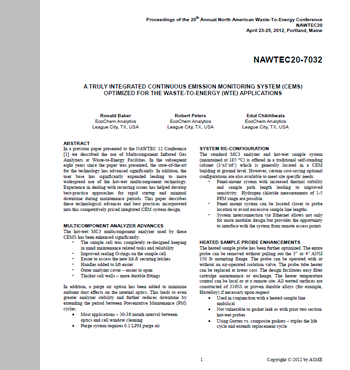 Proceedings of the 20th Annual North American Waste-To-Energy Conference
NAWTEC20
April 23-25, 2012, Portland, Maine
NAWTEC20-7032
A TRULY INTEGRATED CONTINUOUS EMISSION MONITORING SYSTEM (CEMS)
OPTIMIZED FOR THE WASTE-TO-ENERGY (WET) APPLICATIONS
Ronald Baker
EcoChem Analytics
League City, TX, USA
Robert Peters
EcoChem Analytics
League City, TX, USA
Edul Chikhliwala
EcoChem Analytics
League City, TX, USA
ABSTRACT
In a previous paper presented to the NAWTEC 12 Conference
[1] we described the use of Multicomponent Infrared Gas
Analyzers at Waste-to-Energy Facilities. In the subsequent
eight years since the paper was presented, the state-of-the-art
for the technology has advanced significantly. In addition, the
user base has significantly expanded leading to more
widespread use of the hot-wet multicomponent technology.
Experience in dealing with recurring issues has helped develop
best-practice approaches for rapid startup and minimal
downtime during maintenance periods. This paper describes
these technological advances and best practices incorporated
into this competitively priced integrated CEM system design.
MULTICOMPONENT ANALYZER ADVANCES
The hot-wet MC3 multicomponent analyzer used by these
CEMS has been enhanced significantly:
• The sample cell was completely re-designed keeping
in mind maintenance related tasks and reliability
• Improved sealing O-rings on the sample cell
• Easier to access the new lid & securing latches
• Handles added to lift easier
• Outer analyzer cover – easier to open
• Thicker cell walls – more durable fittings
In addition, a purge air option has been added to minimize
ambient dust effects on the internal optics. This leads to even
greater analyzer stability and further reduces downtime by
extending the period between Preventative Maintenance (PM)
cycles.
• Most applications – 30-36 month interval between
optics and cell window cleaning
• Purge system requires 0.1 LPM purge air
SYSTEM RE-CONFIGURATION
The standard MC3 analyzer and hot-wet sample system
(maintained at 185 °C) is offered in a traditional self-standing
cabinet (3'x3'x6') which is generally located in a CEM
building at ground level. However, certain cost-saving optional
configurations are also available to meet site specific needs:
- Panel-mount system with increased thermal stability
and sample path length leading to improved
sensitivity. Hydrogen chloride measurements of 1-5
PPM range are possible.
- Panel mount system can be located closer to probe
location to avoid excessive sample line lengths.
- System interconnection via Ethernet allows not only
for more modular design but provides the opportunity
to interface with the system from remote access points
HEATED SAMPLE PROBE ENHANCEMENTS
The heated sample probe has been further optimized. The entire
probe can be removed without pulling out the 3" or 4" ANSI
150 lb mounting flange. The probe can be operated with or
without an air-operated isolation valve. The probe tube heater
can be replaced at lower cost. The design facilitates easy filter
cartridge maintenance or exchange. The heater temperature
control can be local or at a remote site. All wetted surfaces are
constructed of 316SS or proven durable alloys (for example,
Hastelloy) if necessary upon request
• Used in conjunction with a heated sample line
umbilical
• Not vulnerable to gasket leak as with prior two section
heat-wet probes.
• Using Gortex vs. composite gaskets – triples the life
cycle and extends replacement cycle
1
Copyright © 2012 by ASME